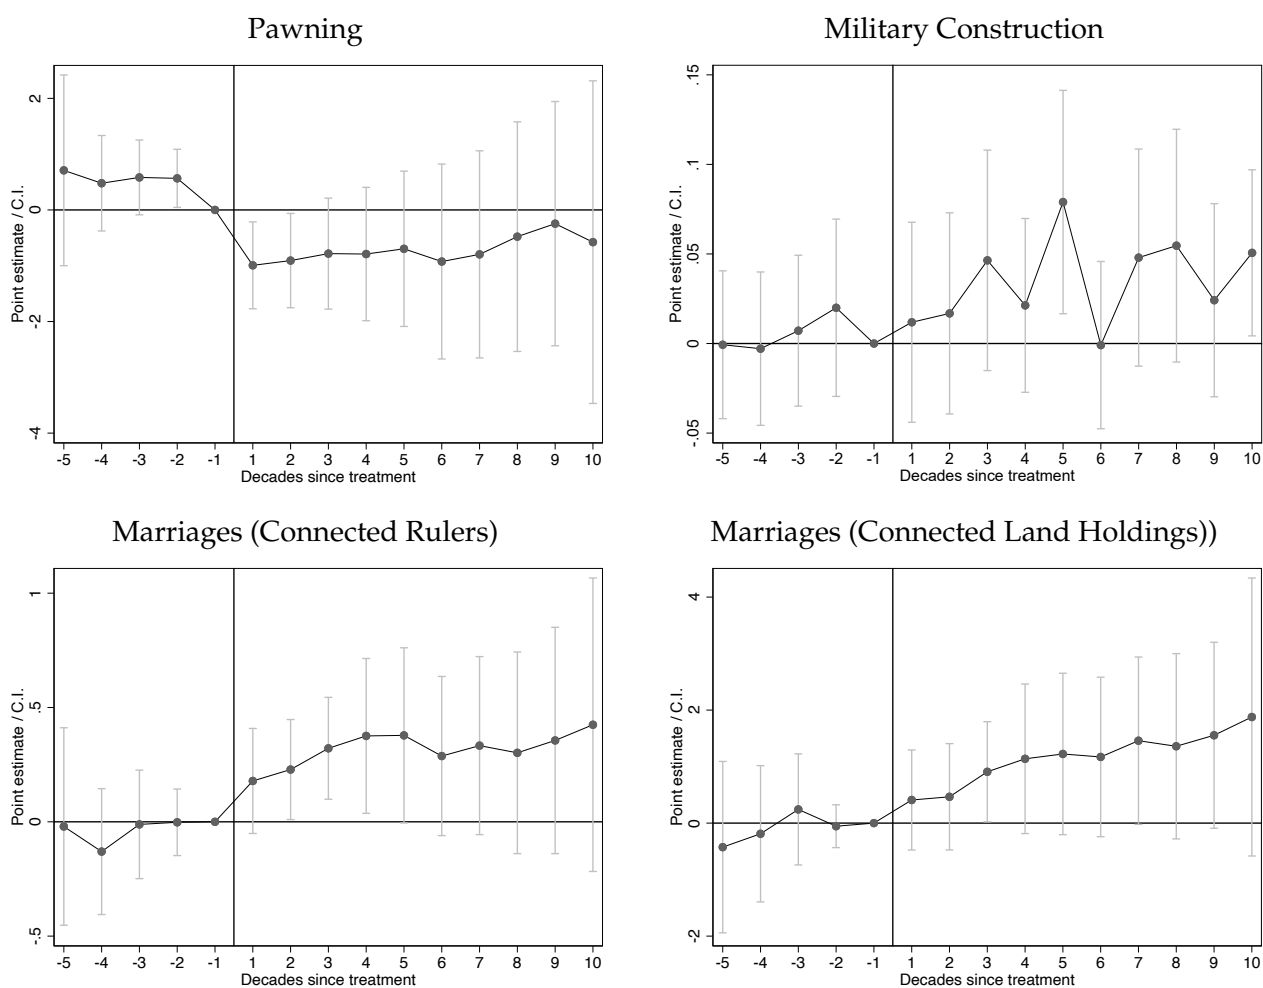 Pawning
Point estimate / C.I.
2
0
-2
-4
-5 -4 -3 -2 -1 1 2 3 4 5 6 7 8 9 10
Decades since treatment
Military Construction
Point estimate / C.I.
.15
.1
.05
0
-.05
-5 -4 -3 -2 -1 1 2 3 4 5 6 7 8 9 10
Decades since treatment
Marriages (Connected Rulers)
Point estimate / C.I.
1
.5
0
-.5
-5 -4 -3 -2 -1 1 2 3 4 5 6 7 8 9 10
Decades since treatment
Marriages (Connected Land Holdings))
Point estimate / C.I.
4
2
0
-2
-5 -4 -3 -2 -1 1 2 3 4 5 6 7 8 9 10
Decades since treatment